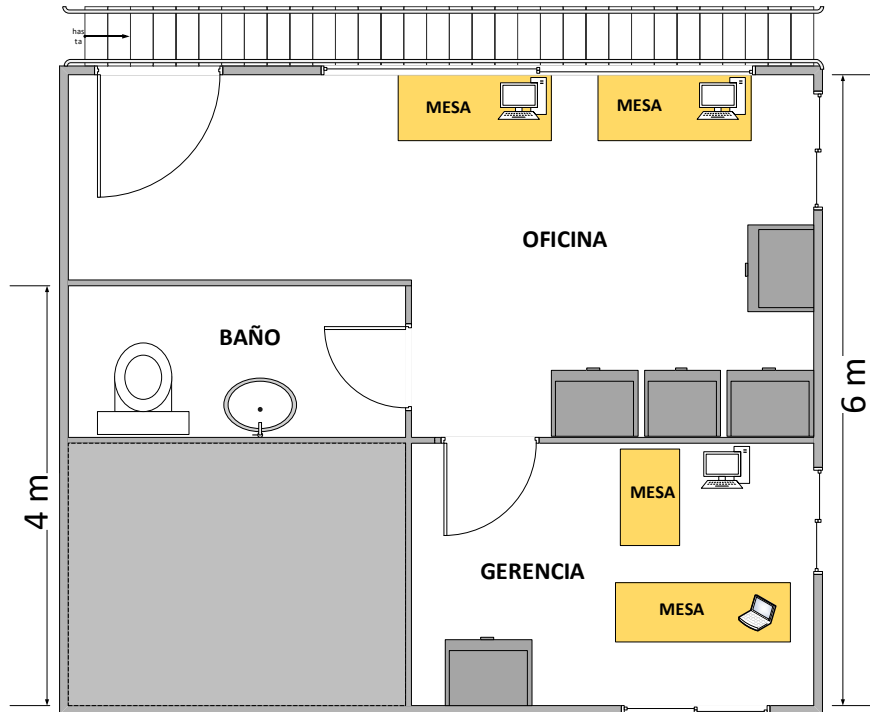 has
ta
MESA
MESA
OFICINA
BAÑO
6 m
4 m
MESA
GERENCIA
MESA